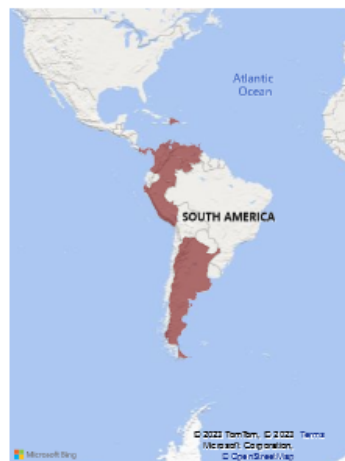 Atlantic
Ocean
SOUTH AMERICA
© 2023 TomTom, © 2023 Terms
Microsoft Corporation,
© OpenStreetMap
Microsoft Bing